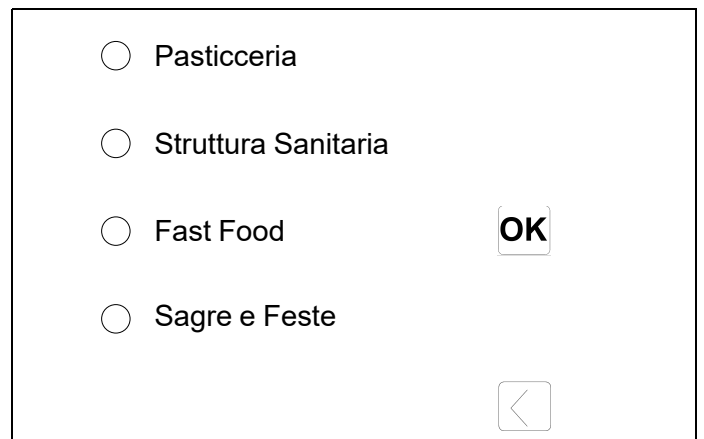 Pasticceria
Struttura Sanitaria
Fast Food
OK
Sagre e Feste